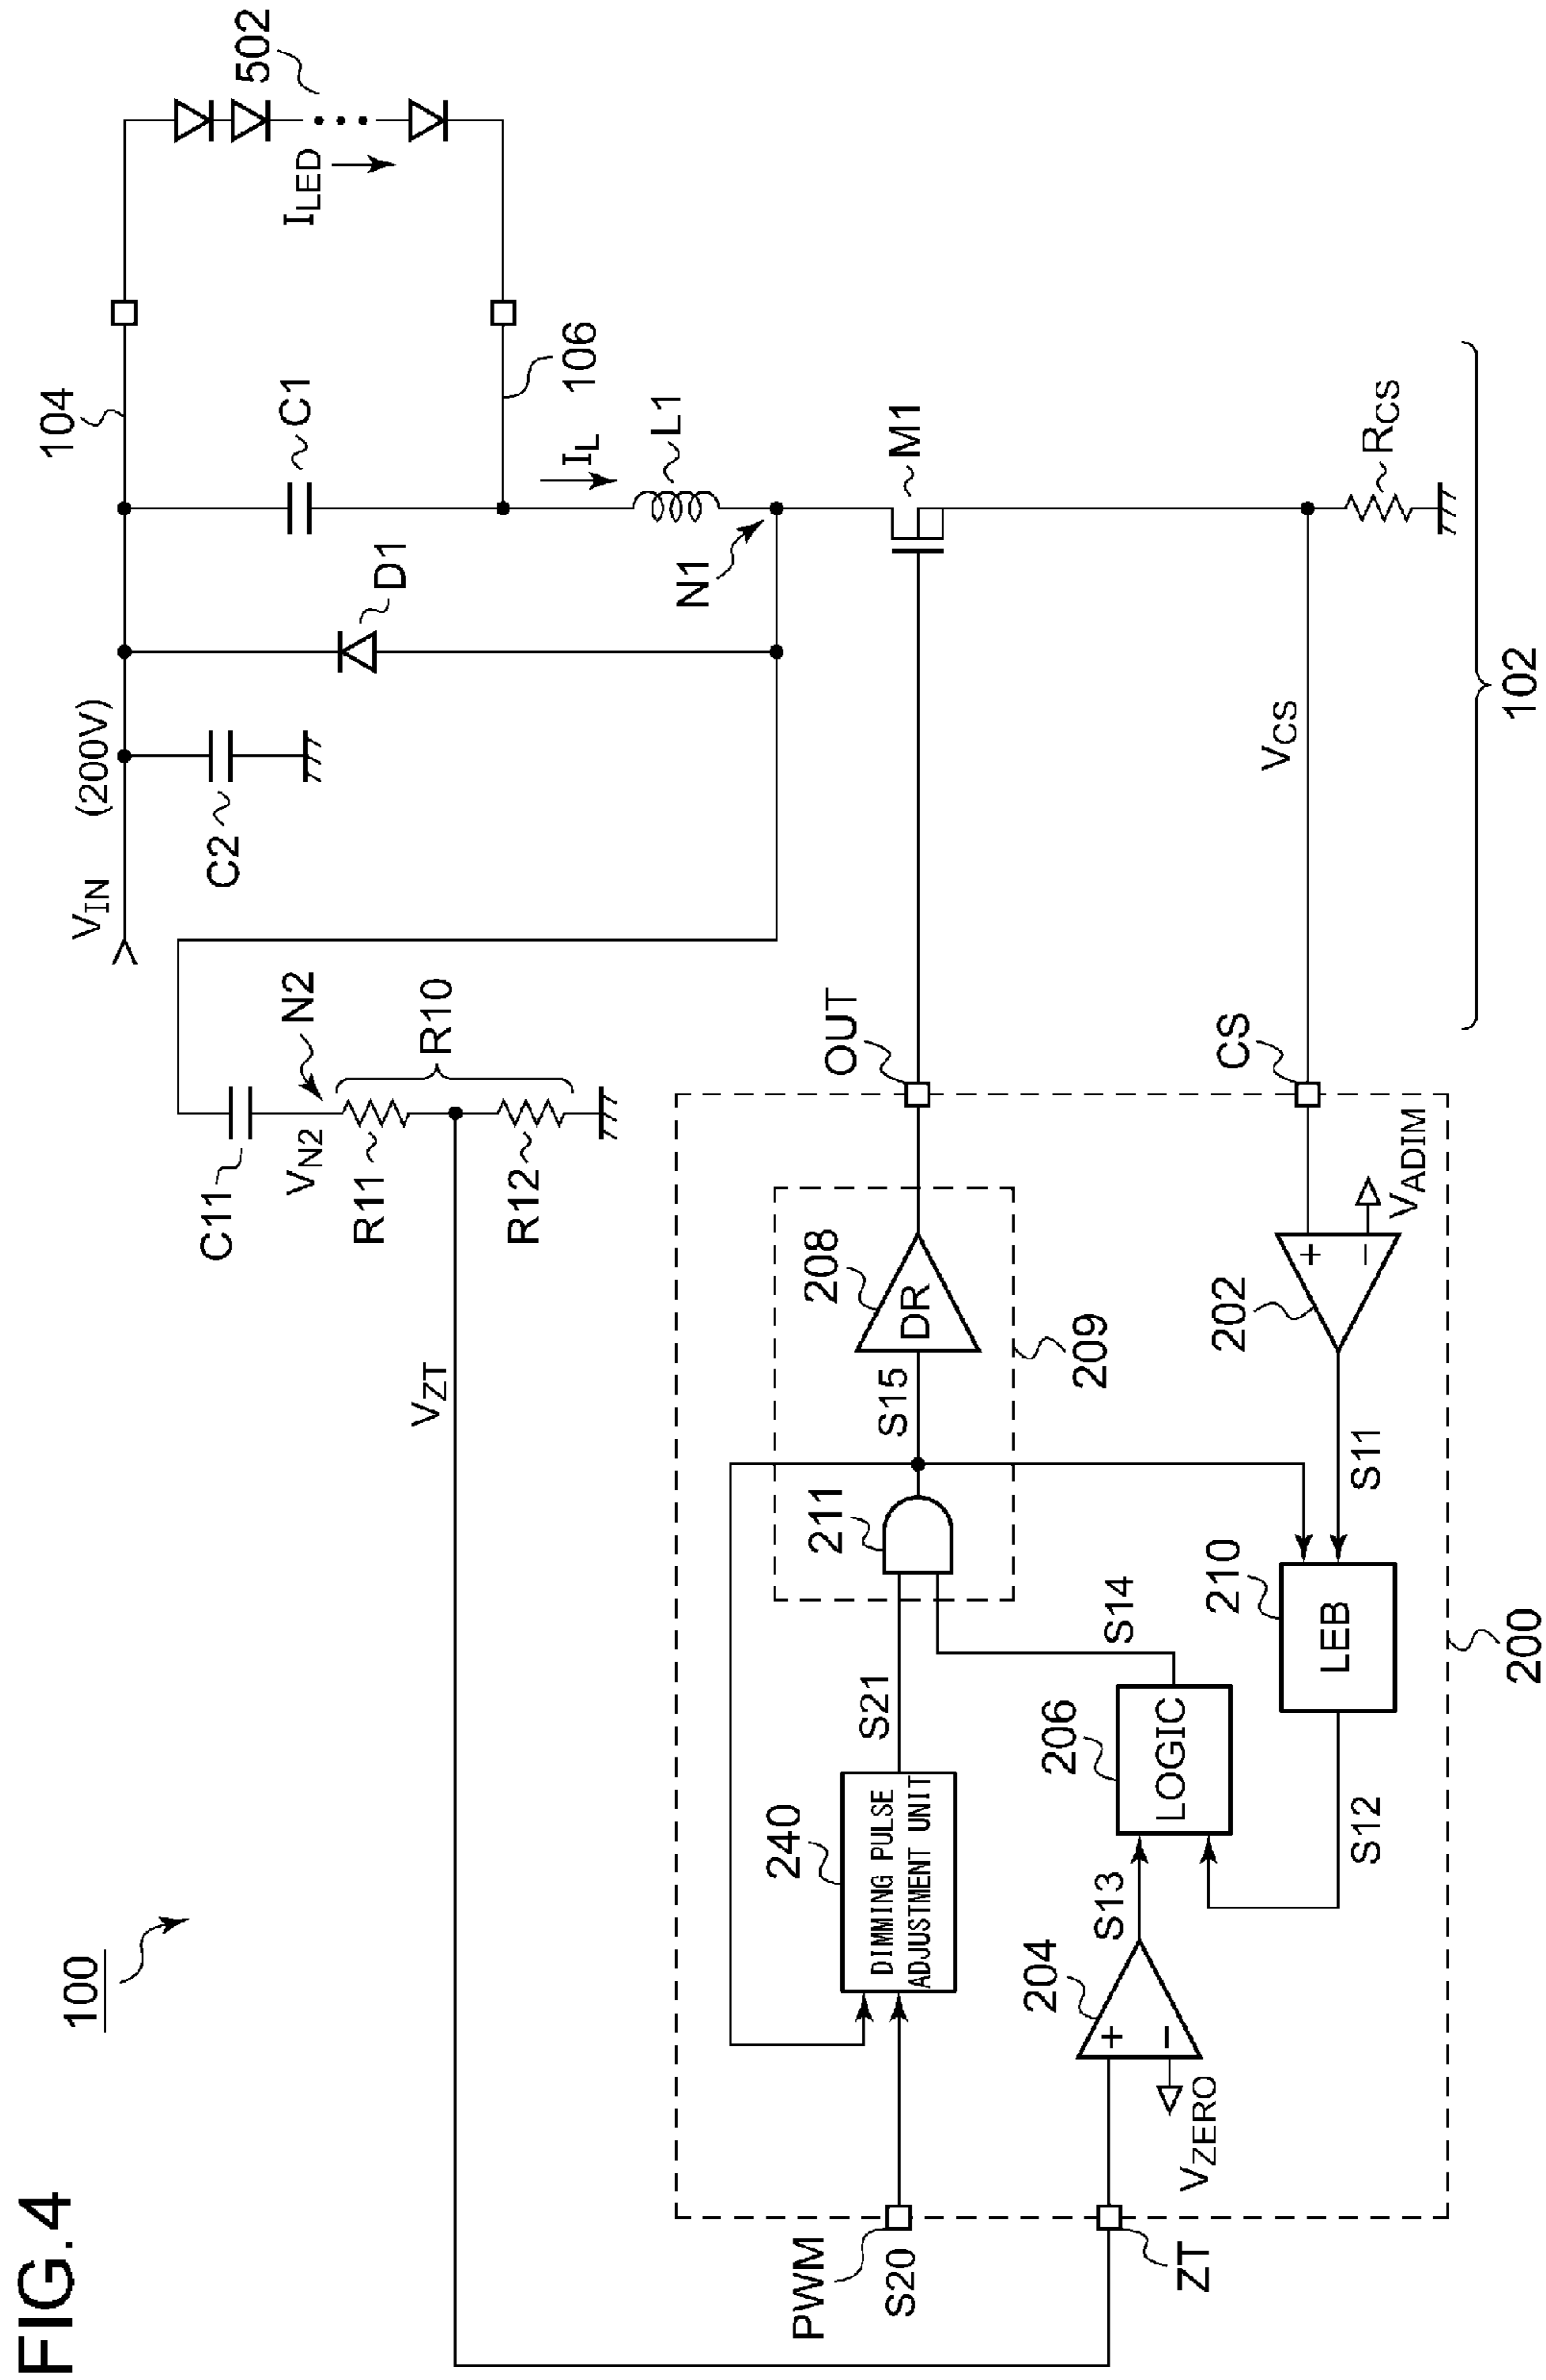 FIG.4
100
VIN (200V)
104
502
ILED
C2
D1
C1
106
IL
L1
N1
M1
RCS
VCS
102
C11
VN2
N2
R11
R10
R12
VZT
OUT
CS
208
DR
209
S15
211
VADIM
202
S11
210
LEB
S14
S21
240
DIMMING PULSE
ADJUSTMENT UNIT
206
LOGIC
S12
S13
204
VZERO
200
PWM
S20
ZT
+
−
+
−